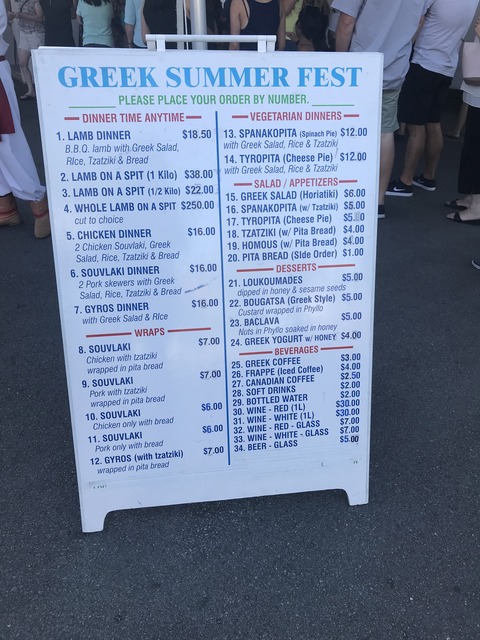 GREEK SUMMER FEST
PLEASE PLACE YOUR ORDER BY NUMBER.
DINNER TIME ANYTIME
1. LAMB DINNER $18.50
B.B.Q. lamb with Greek Salad,
RIce, Tzatziki & Bread
2. LAMB ON A SPIT (1 Kilo) $38.00
3. LAMB ON A SPIT (1/2 Kilo) $22.00
4. WHOLE LAMB ON A SPIT $250.00
cut to choice
5. CHICKEN DINNER $16.00
2 Chicken Souvlaki, Greek
Salad, Rice, Tzatziki & Bread
6. SOUVLAKI DINNER $16.00
2 Pork skewers with Greek
Salad, Rice, Tzatziki & Bread
7. GYROS DINNER $16.00
with Greek Salad & RIce
WRAPS
8. SOUVLAKI $7.00
Chicken with tzatziki
wrapped in pita bread
9. SOUVLAKI $7.00
Pork with tzatziki
wrapped in pita bread
10. SOUVLAKI $6.00
Chicken only with bread
11. SOUVLAKI $6.00
Pork only with bread
12. GYROS (with tzatziki) $7.00
wrapped in pita bread
VEGETARIAN DINNERS
13. SPANAKOPITA (Spinach Pie) $12.00
with Greek Salad, Rice & Tzatziki
14. TYROPITA (Cheese Pie) $12.00
with Greek Salad, Rice & Tzatziki
SALAD / APPETIZERS
15. GREEK SALAD (Horiatiki) $6.00
16. SPANAKOPITA (w/ Tzatziki) $5.00
17. TYROPITA (Cheese Pie) $5.00
18. TZATZIKI (w/ Pita Bread) $4.00
19. HOMOUS (w/ Pita Bread) $4.00
20. PITA BREAD (SIde Order) $1.00
DESSERTS
21. LOUKOUMADES $5.00
dipped in honey & sesame seeds
22. BOUGATSA (Greek Style) $5.00
Custard wrapped in Phyllo
23. BACLAVA $5.00
Nuts in Phyllo soaked in honey
24. GREEK YOGURT w/ HONEY $4.00
BEVERAGES
25. GREEK COFFEE $3.00
26. FRAPPE (Iced Coffee) $4.00
27. CANADIAN COFFEE $2.50
28. SOFT DRINKS $2.00
29. BOTTLED WATER $2.00
30. WINE - RED (1L) $30.00
31. WINE - WHITE (1L) $30.00
32. WINE - RED - GLASS $7.00
33. WINE - WHITE - GLASS $7.00
34. BEER - GLASS $5.00